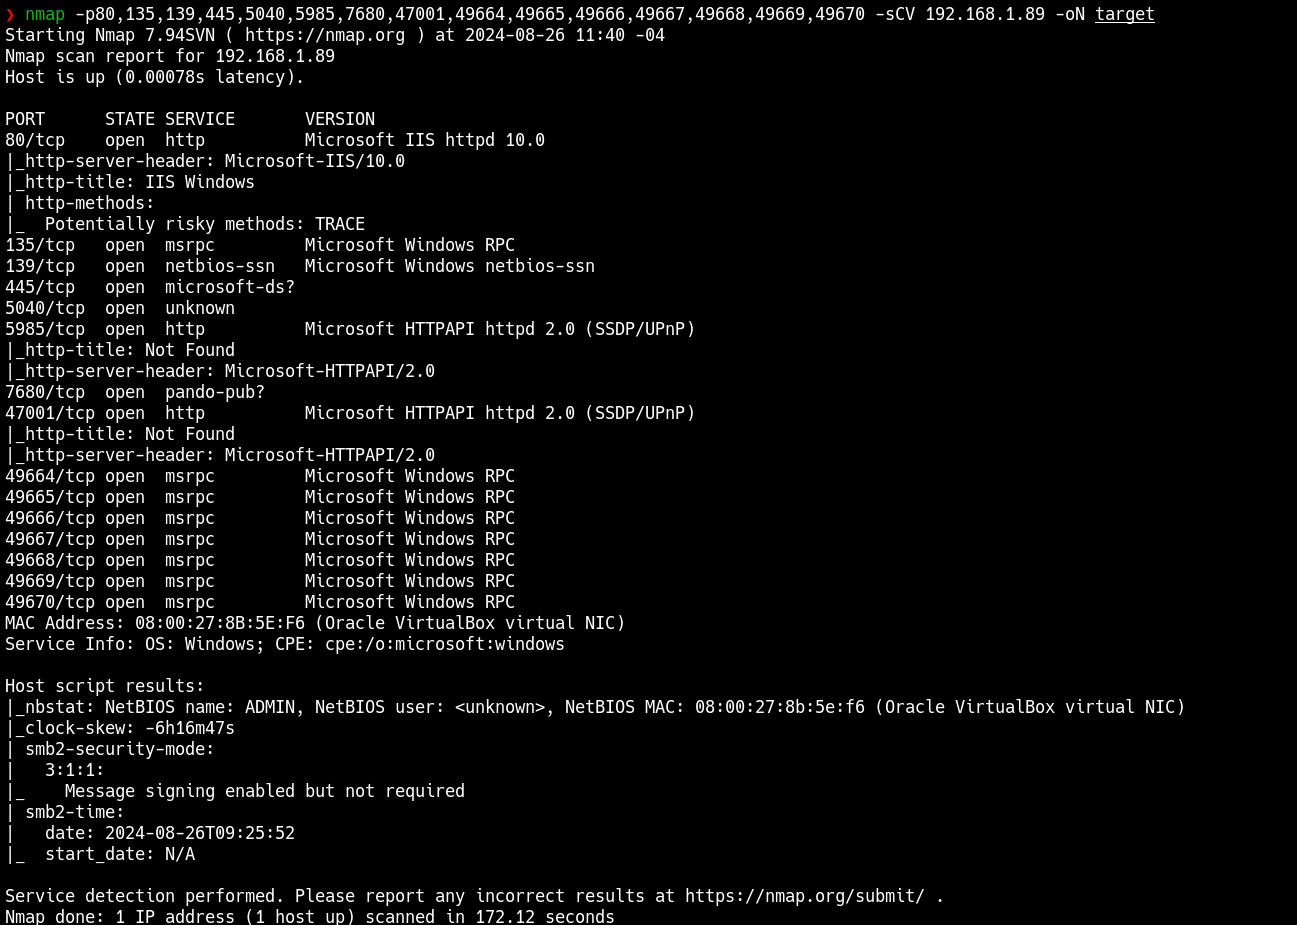 ❯ nmap -p80,135,139,445,5040,5985,7680,47001,49664,49665,49666,49667,49668,49669,49670 -sCV 192.168.1.89 -oN target
Starting Nmap 7.94SVN ( https://nmap.org ) at 2024-08-26 11:40 -04
Nmap scan report for 192.168.1.89
Host is up (0.00078s latency).

PORT      STATE SERVICE       VERSION
80/tcp    open  http          Microsoft IIS httpd 10.0
|_http-server-header: Microsoft-IIS/10.0
|_http-title: IIS Windows
| http-methods:
|_  Potentially risky methods: TRACE
135/tcp   open  msrpc         Microsoft Windows RPC
139/tcp   open  netbios-ssn   Microsoft Windows netbios-ssn
445/tcp   open  microsoft-ds?
5040/tcp  open  unknown
5985/tcp  open  http          Microsoft HTTPAPI httpd 2.0 (SSDP/UPnP)
|_http-title: Not Found
|_http-server-header: Microsoft-HTTPAPI/2.0
7680/tcp  open  pando-pub?
47001/tcp open  http          Microsoft HTTPAPI httpd 2.0 (SSDP/UPnP)
|_http-title: Not Found
|_http-server-header: Microsoft-HTTPAPI/2.0
49664/tcp open  msrpc         Microsoft Windows RPC
49665/tcp open  msrpc         Microsoft Windows RPC
49666/tcp open  msrpc         Microsoft Windows RPC
49667/tcp open  msrpc         Microsoft Windows RPC
49668/tcp open  msrpc         Microsoft Windows RPC
49669/tcp open  msrpc         Microsoft Windows RPC
49670/tcp open  msrpc         Microsoft Windows RPC
MAC Address: 08:00:27:8B:5E:F6 (Oracle VirtualBox virtual NIC)
Service Info: OS: Windows; CPE: cpe:/o:microsoft:windows

Host script results:
|_nbstat: NetBIOS name: ADMIN, NetBIOS user: <unknown>, NetBIOS MAC: 08:00:27:8b:5e:f6 (Oracle VirtualBox virtual NIC)
|_clock-skew: -6h16m47s
| smb2-security-mode:
|   3:1:1:
|_    Message signing enabled but not required
| smb2-time:
|   date: 2024-08-26T09:25:52
|_  start_date: N/A

Service detection performed. Please report any incorrect results at https://nmap.org/submit/ .
Nmap done: 1 IP address (1 host up) scanned in 172.12 seconds